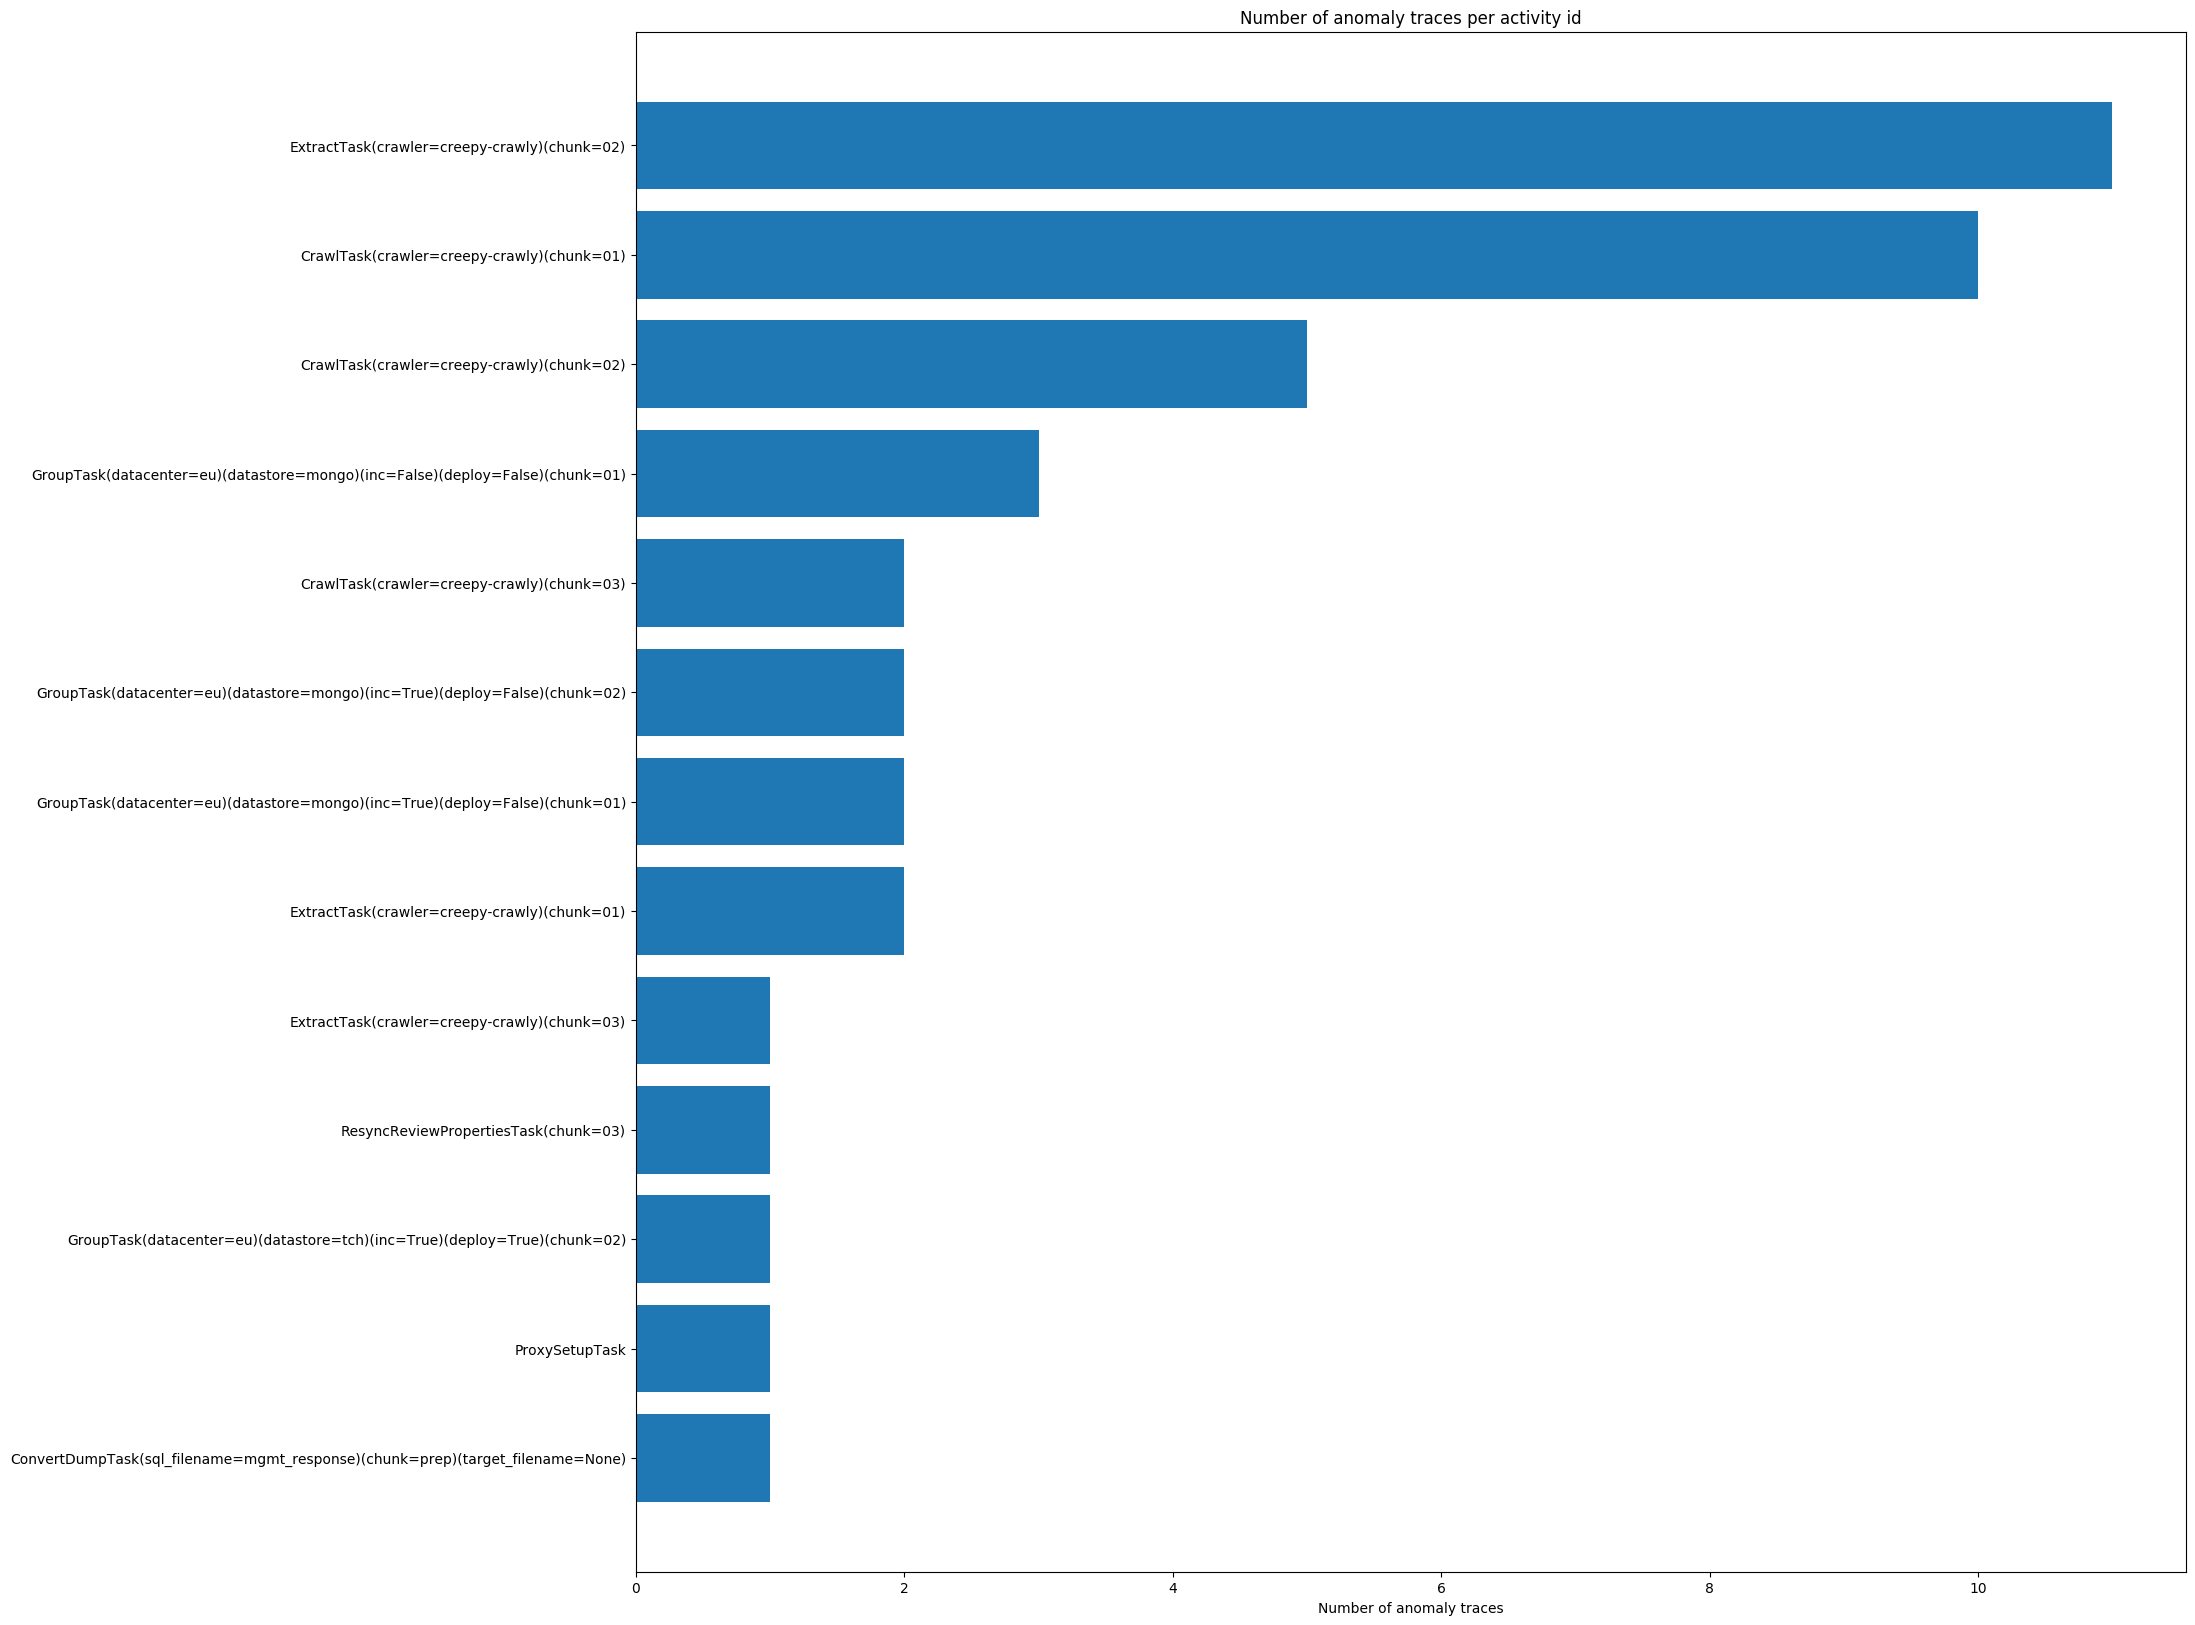 Number of anomaly traces per activity id
ExtractTask(crawler=creepy-crawly)(chunk=02)
CrawlTask(crawler=creepy-crawly)(chunk=01)
CrawlTask(crawler=creepy-crawly)(chunk=02)
GroupTask(datacenter=eu)(datastore=mongo)(inc=False)(deploy=False)(chunk=01)
CrawlTask(crawler=creepy-crawly)(chunk=03)
GroupTask(datacenter=eu)(datastore=mongo)(inc=True)(deploy=False)(chunk=02)
GroupTask(datacenter=eu)(datastore=mongo)(inc=True)(deploy=False)(chunk=01)
ExtractTask(crawler=creepy-crawly)(chunk=01)
ExtractTask(crawler=creepy-crawly)(chunk=03)
ResyncReviewPropertiesTask(chunk=03)
GroupTask(datacenter=eu)(datastore=tch)(inc=True)(deploy=True)(chunk=02)
ProxySetupTask
ConvertDumpTask(sql_filename=mgmt_response)(chunk=prep)(target_filename=None)
0 2 4 6 8 10
Number of anomaly traces